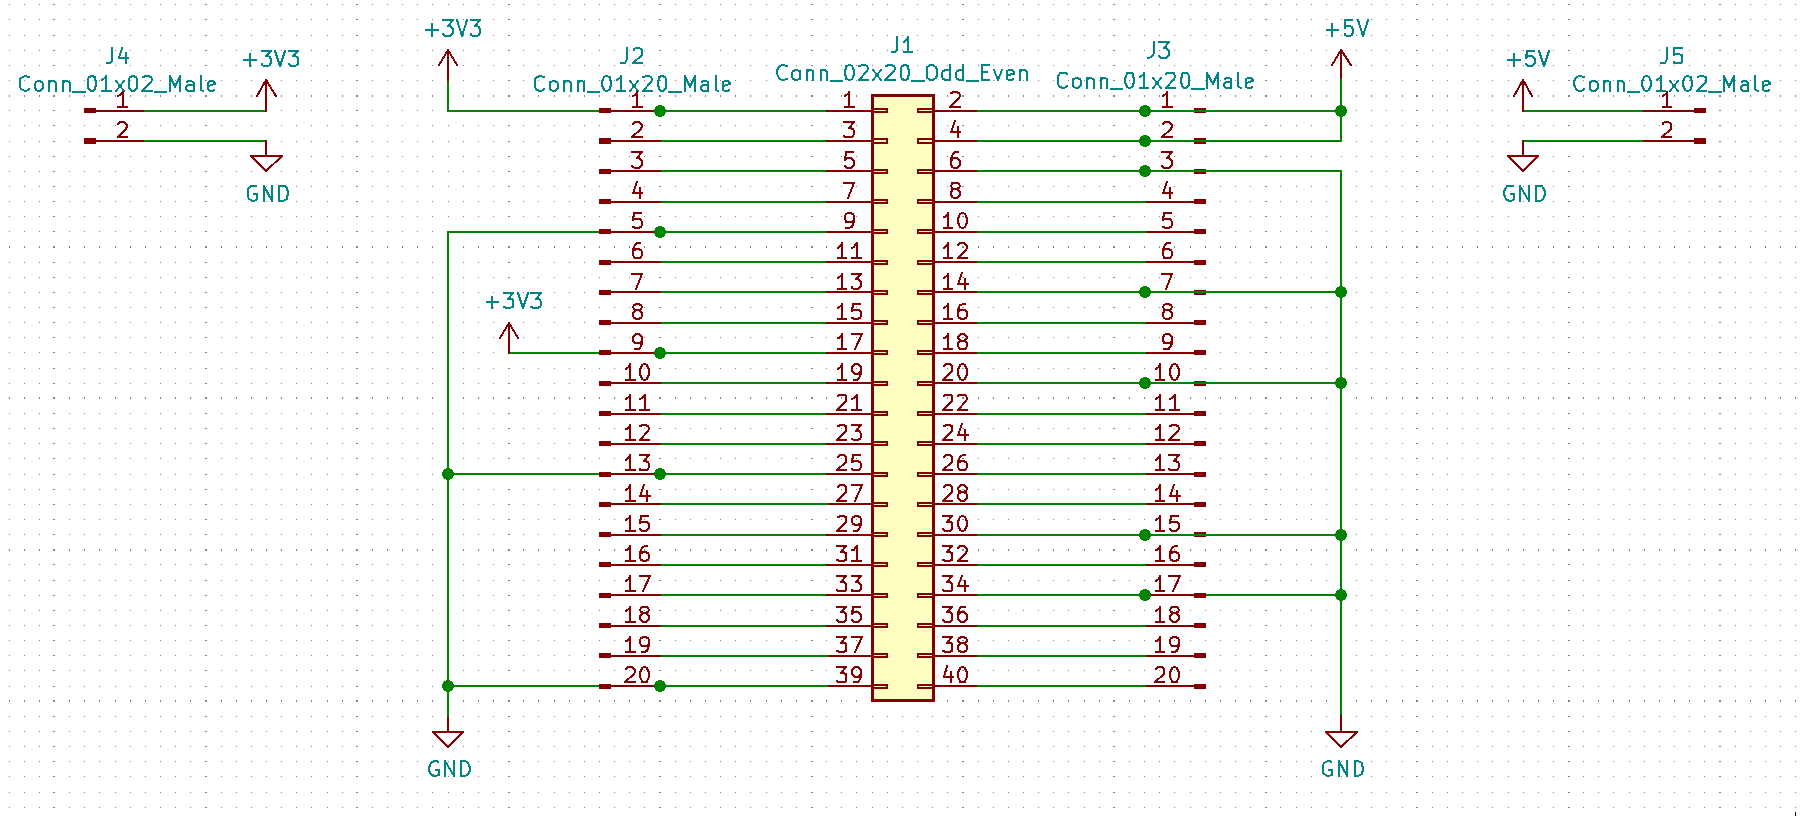 J4
Conn_01x02_Male
+3V3
1
2
GND
+3V3
J2
Conn_01x20_Male
J1
Conn_02x20_Odd_Even
J3
Conn_01x20_Male
+5V
+5V
J5
Conn_01x02_Male
1
2
GND
1 1 2 1
2 3 4 2
3 5 6 3
4 7 8 4
5 9 10 5
6 11 12 6
7 13 14 7
+3V3
8 15 16 8
9 17 18 9
10 19 20 10
11 21 22 11
12 23 24 12
13 25 26 13
14 27 28 14
15 29 30 15
16 31 32 16
17 33 34 17
18 35 36 18
19 37 38 19
20 39 40 20
GND
GND